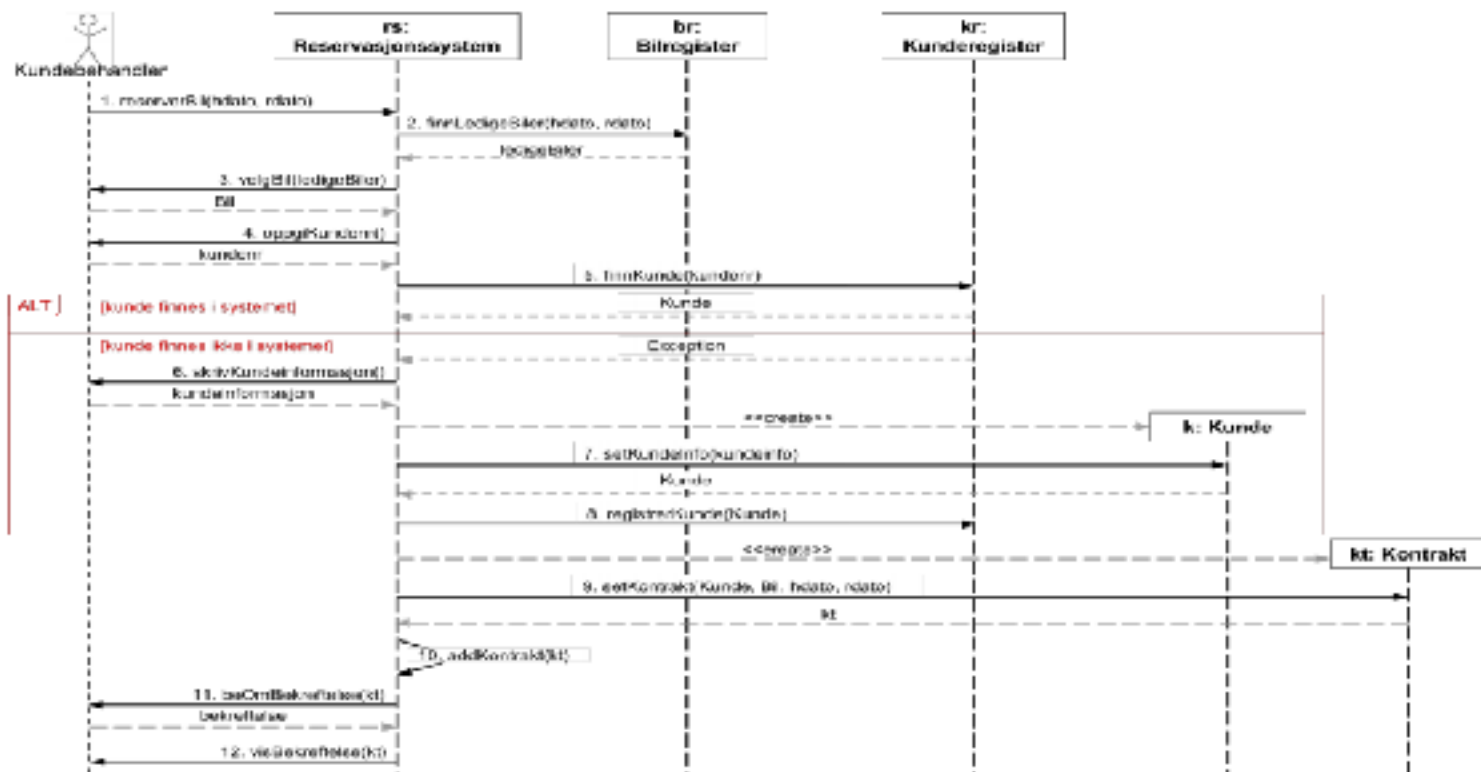 rs:
Reservasjonssystem
br:
Bilregister
kr:
Kunderegister
Kundebehandler
1. reserverBil(hdato, rdato)
2. finnLedigeBiler(hdato, rdato)
ledigeBiler
3. velgBil(ledigeBiler)
Bil
4. oppgiKundenr()
kundenr
5. finnKunde(kundenr)
ALT
[kunde finnes i systemet]
Kunde
[kunde finnes ikke i systemet]
Exception
6. skrivKundeinformasjon()
kundeinformasjon
<<create>>
k: Kunde
7. setKundeinfo(kundeinfo)
Kunde
8. registrerKunde(Kunde)
<<create>>
kt: Kontrakt
9. setKontrakt(Kunde, Bil, hdato, rdato)
kt
10. addKontrakt(kt)
11. beOmBekreftelse(kt)
bekreftelse
12. visBekreftelse(kt)